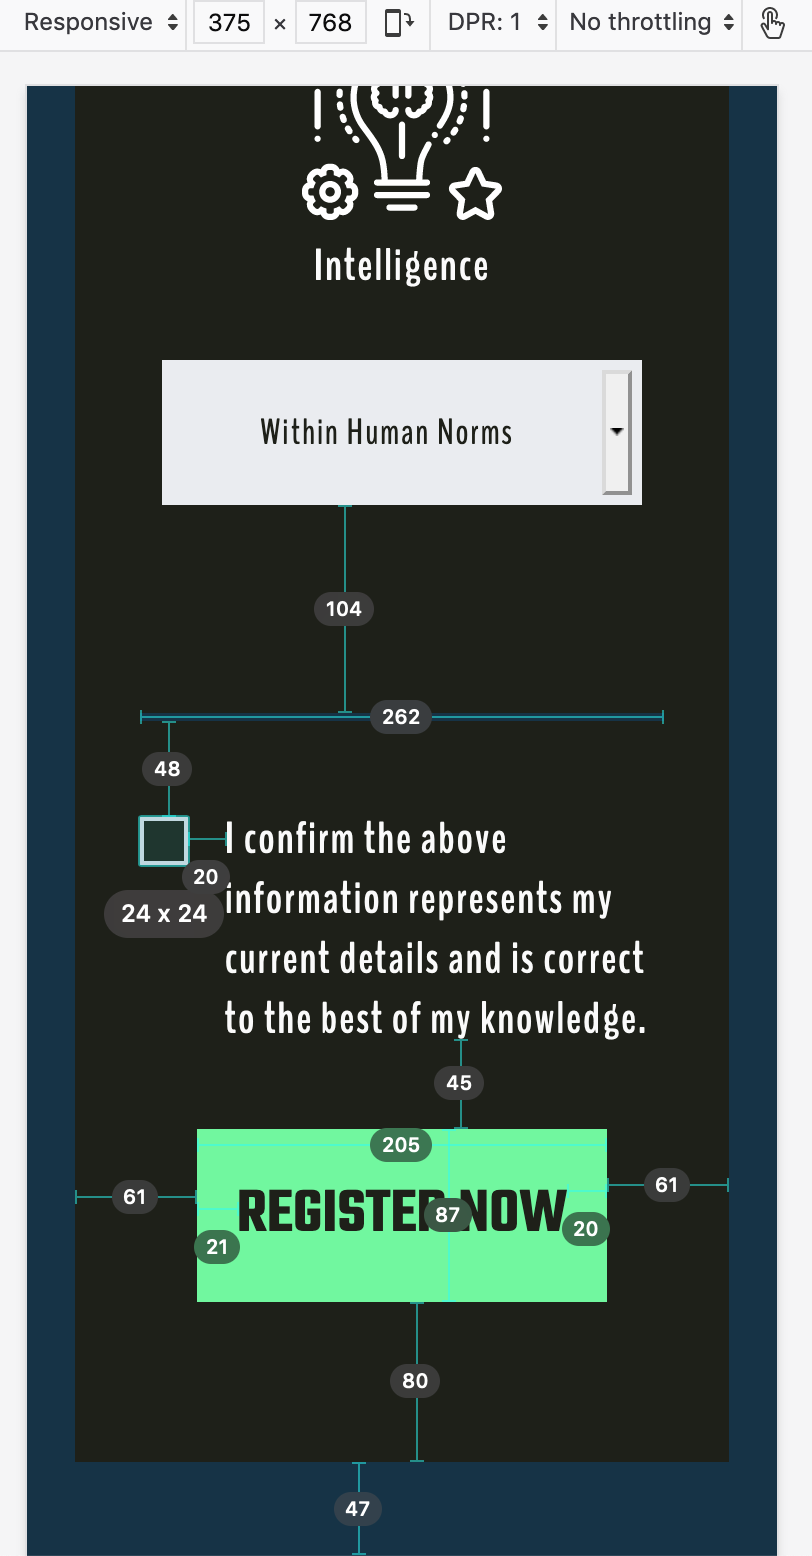 Responsive 375 × 768 DPR: 1 No throttling
Intelligence
Within Human Norms
104
262
48
I confirm the above
20
information represents my
24 x 24
current details and is correct
to the best of my knowledge.
45
205
61
61
REGISTER NOW
87
20
21
80
47